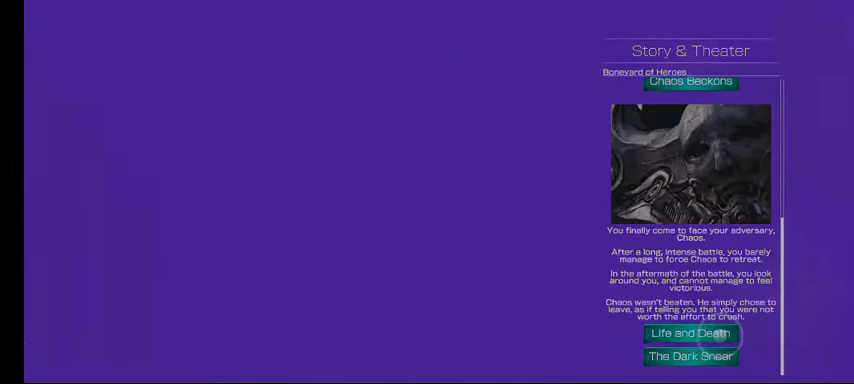 Story & Theater
Boneyard of Heroes
Chaos Beckons
You finally come to face your adversary,
Chaos.
After a long, intense battle, you barely
manage to force Chaos to retreat.
In the aftermath of the battle, you look
around you, and cannot manage to feel
victorious.
Chaos wasn't beaten. He simply chose to
leave, as if telling you that you were not
worth the effort to crush.
Life and Death
The Dark Sneer